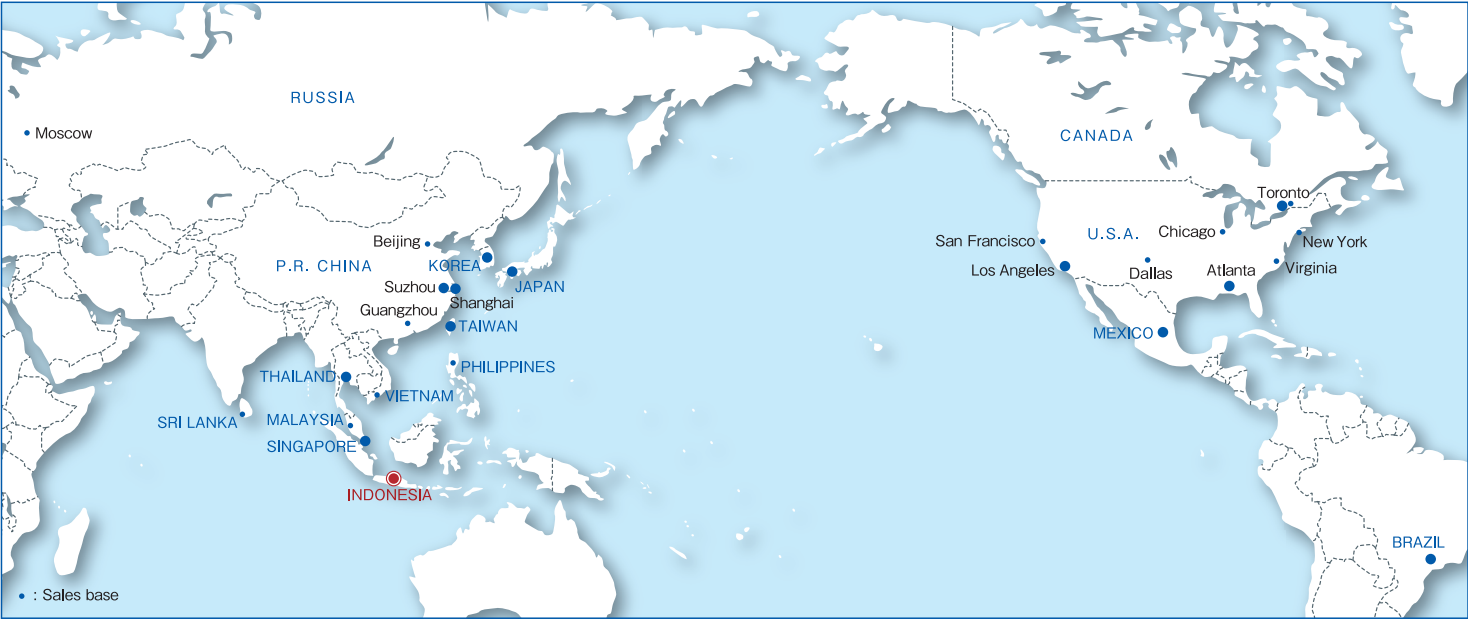 RUSSIA
Moscow
CANADA
Toronto
Beijing
San Francisco
U.S.A.
Chicago
New York
P.R. CHINA
KOREA
Los Angeles
Dallas
Atlanta
Virginia
Suzhou
JAPAN
Shanghai
Guangzhou
TAIWAN
MEXICO
PHILIPPINES
THAILAND
VIETNAM
SRI LANKA
MALAYSIA
SINGAPORE
INDONESIA
BRAZIL
: Sales base